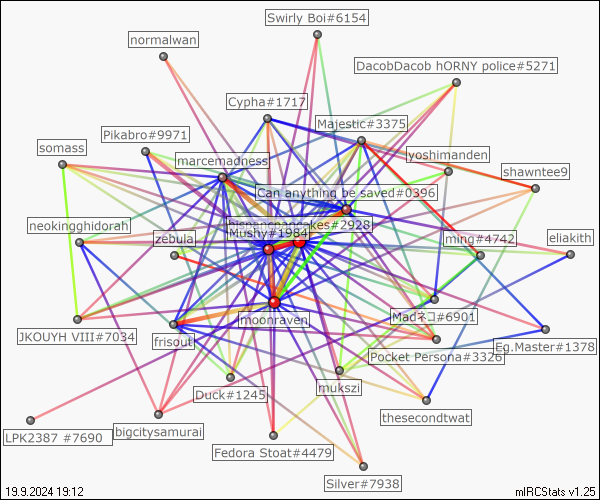 Swirly Boi#6154
normalwan
DacobDacob hORNY police#5271
Cypha#1717
Majestic#3375
Pikabro#9971
somass
marcemadness
yoshimanden
shawntee9
Can anything be saved#0396
neokingghidorah
cakes#2928
Mushy#1984
zebula
ming#4742
eliakith
Madネコ#6901
moonraven
JKOUYH VIII#7034
frisout
Pocket Persona#3326
Eg.Master#1378
Duck#1245
mukszi
thesecondtwat
LPK2387 #7690
bigcitysamurai
Fedora Stoat#4479
Silver#7938
19.9.2024 19:12
mIRCStats v1.25